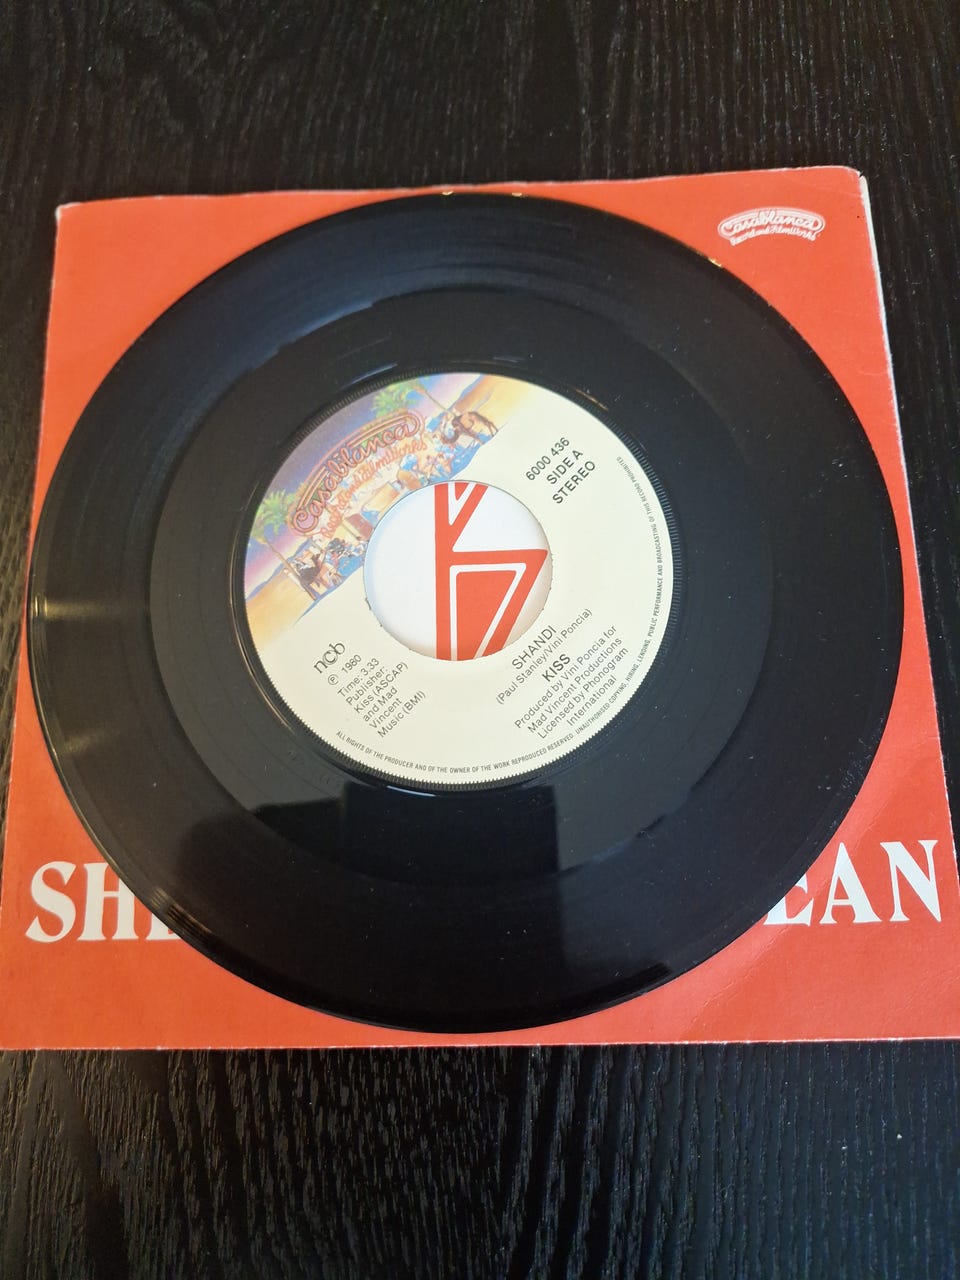 Casablanca
Record and FilmWorks
Casablanca
Record and FilmWorks
6000 436
SIDE A
STEREO
ncb
℗ 1980
Time: 3.33
Publisher:
Kiss (ASCAP)
and Mad
Vincent
Music (BMI)
SHANDI
(Paul Stanley/Vini Poncia)
KISS
Produced by Vini Poncia for
Mad Vincent Productions
Licensed by Phonogram
International
ALL RIGHTS OF THE PRODUCER AND OF THE OWNER OF THE WORK REPRODUCED RESERVED. UNAUTHORISED COPYING, HIRING, LENDING, PUBLIC PERFORMANCE AND BROADCASTING OF THIS RECORD PROHIBITED
SH
EAN